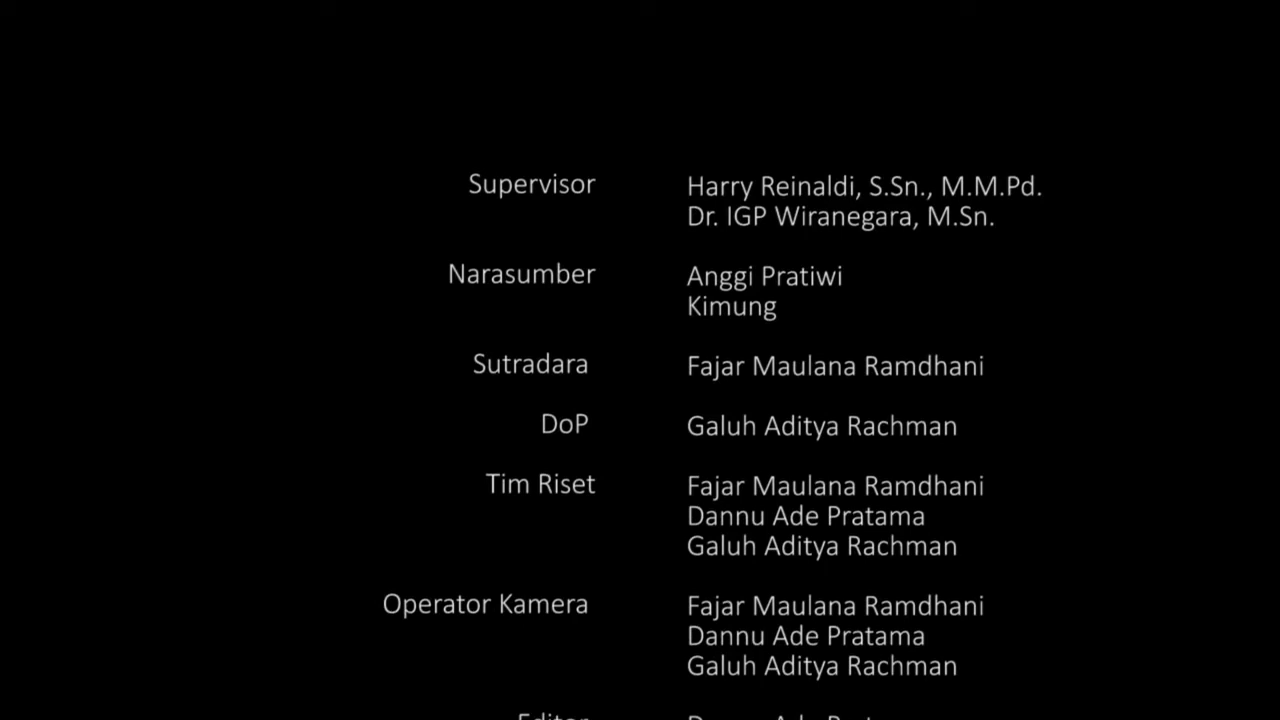 Supervisor Harry Reinaldi, S.Sn., M.M.Pd.
Dr. IGP Wiranegara, M.Sn.
Narasumber Anggi Pratiwi
Kimung
Sutradara Fajar Maulana Ramdhani
DoP Galuh Aditya Rachman
Tim Riset Fajar Maulana Ramdhani
Dannu Ade Pratama
Galuh Aditya Rachman
Operator Kamera Fajar Maulana Ramdhani
Dannu Ade Pratama
Galuh Aditya Rachman
Editor